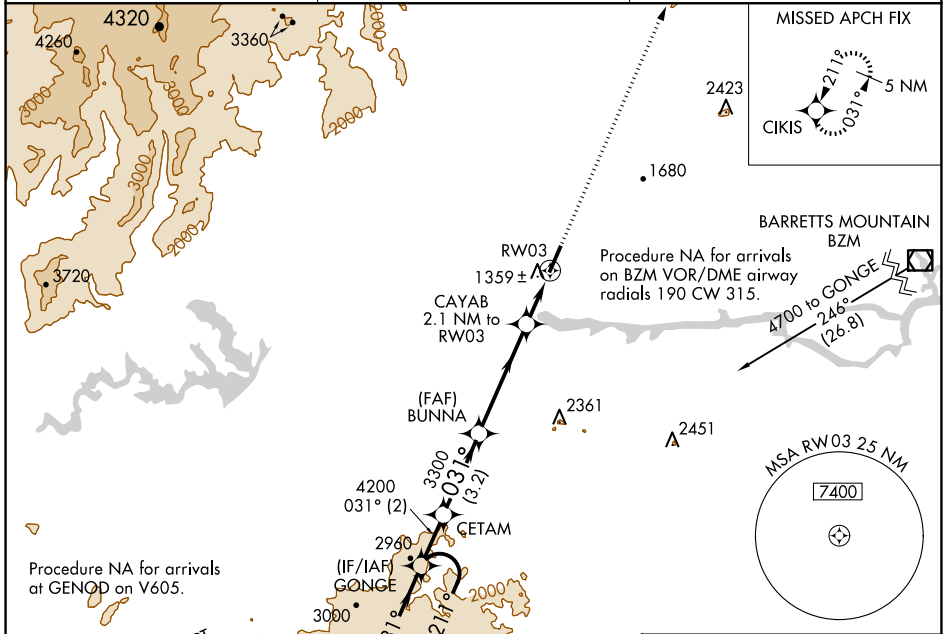 4320
4260
3360
3000
3000
2000
3000
2000
3720
MISSED APCH FIX
211°
031°
5 NM
CIKIS
2423
1680
BARRETTS MOUNTAIN
BZM
RW03
1359 ±
Procedure NA for arrivals
on BZM VOR/DME airway
radials 190 CW 315.
4700 to GONGE
246°
(26.8)
CAYAB
2.1 NM to
RW03
(FAF)
BUNNA
2361
2451
3300
031°
(3.2)
4200
031° (2)
CETAM
MSA RW03 25 NM
7400
2960
(IF/IAF)
GONGE
Procedure NA for arrivals
at GENOD on V605.
3000
2000
211°